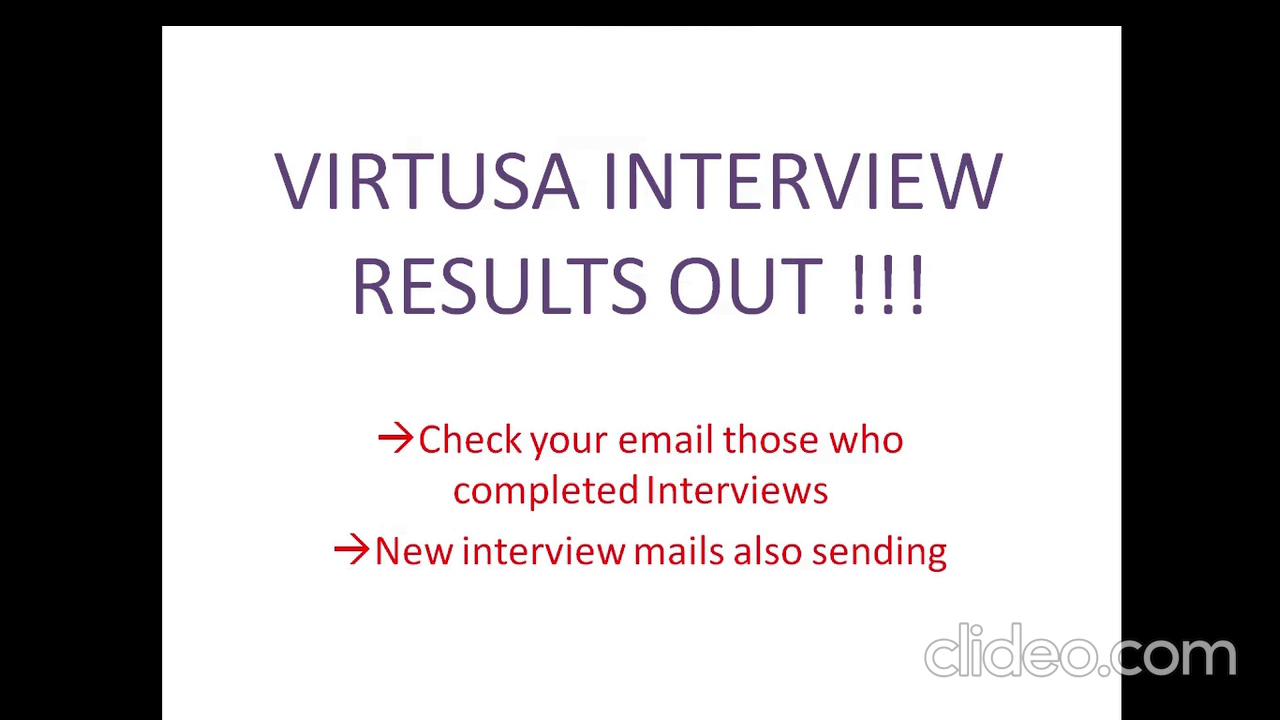 VIRTUSA INTERVIEW
RESULTS OUT !!!
→Check your email those who
completed Interviews
→New interview mails also sending
clideo.com